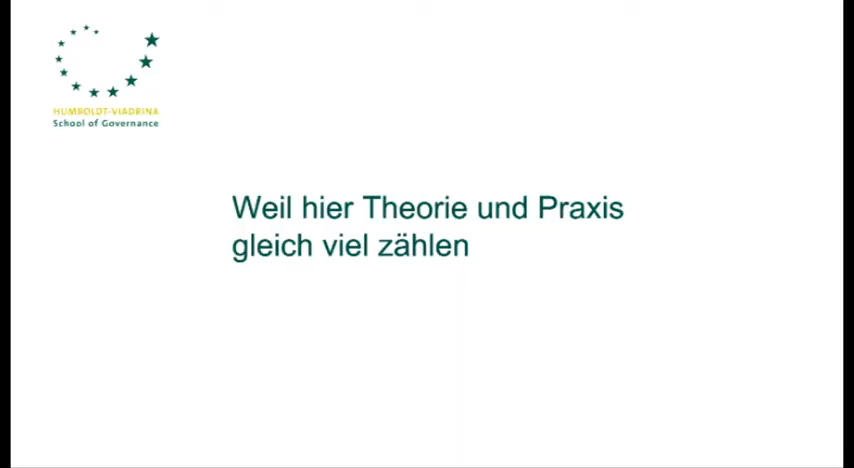 HUMBOLDT-VIADRINA
School of Governance
Weil hier Theorie und Praxis
gleich viel zählen